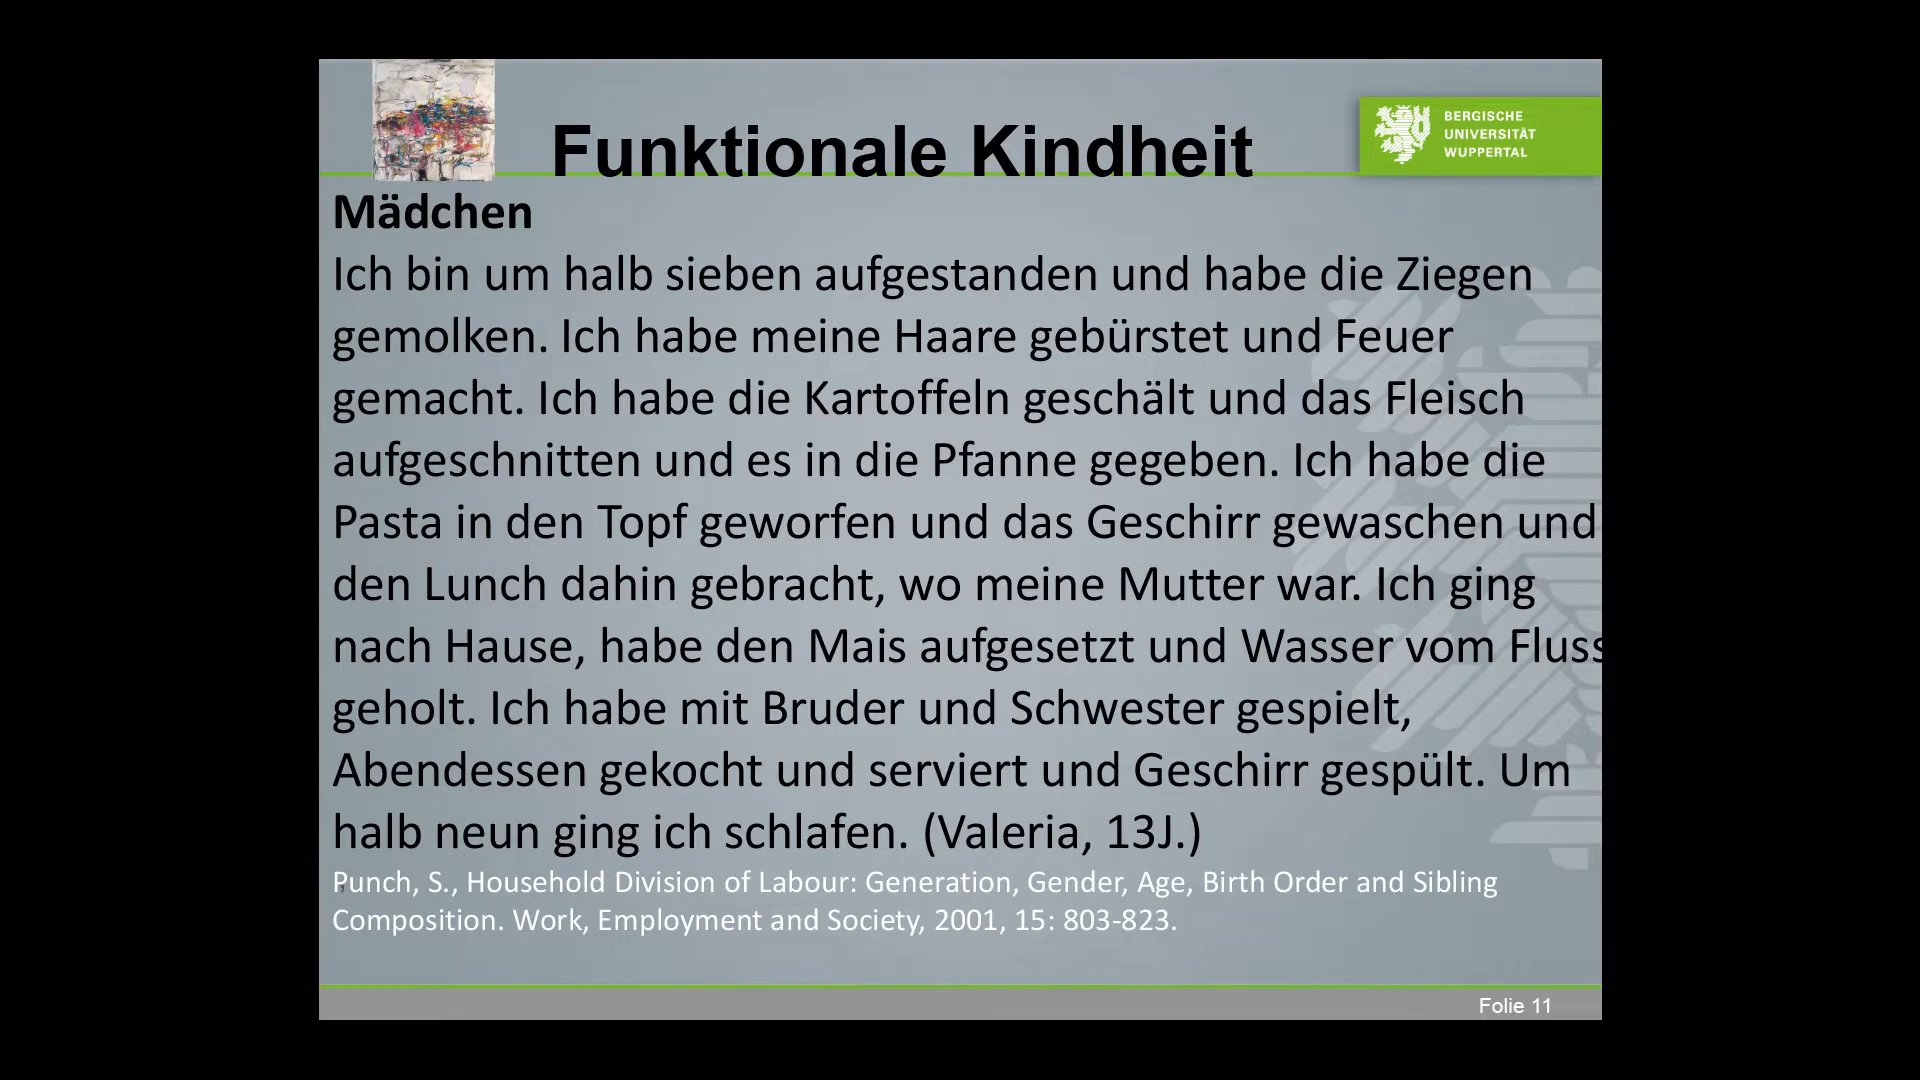 Funktionale Kindheit
BERGISCHE
UNIVERSITÄT
WUPPERTAL
Mädchen
Ich bin um halb sieben aufgestanden und habe die Ziegen
gemolken. Ich habe meine Haare gebürstet und Feuer
gemacht. Ich habe die Kartoffeln geschält und das Fleisch
aufgeschnitten und es in die Pfanne gegeben. Ich habe die
Pasta in den Topf geworfen und das Geschirr gewaschen und
den Lunch dahin gebracht, wo meine Mutter war. Ich ging
nach Hause, habe den Mais aufgesetzt und Wasser vom Fluss
geholt. Ich habe mit Bruder und Schwester gespielt,
Abendessen gekocht und serviert und Geschirr gespült. Um
halb neun ging ich schlafen. (Valeria, 13J.)
Punch, S., Household Division of Labour: Generation, Gender, Age, Birth Order and Sibling
Composition. Work, Employment and Society, 2001, 15: 803-823.
Folie 11